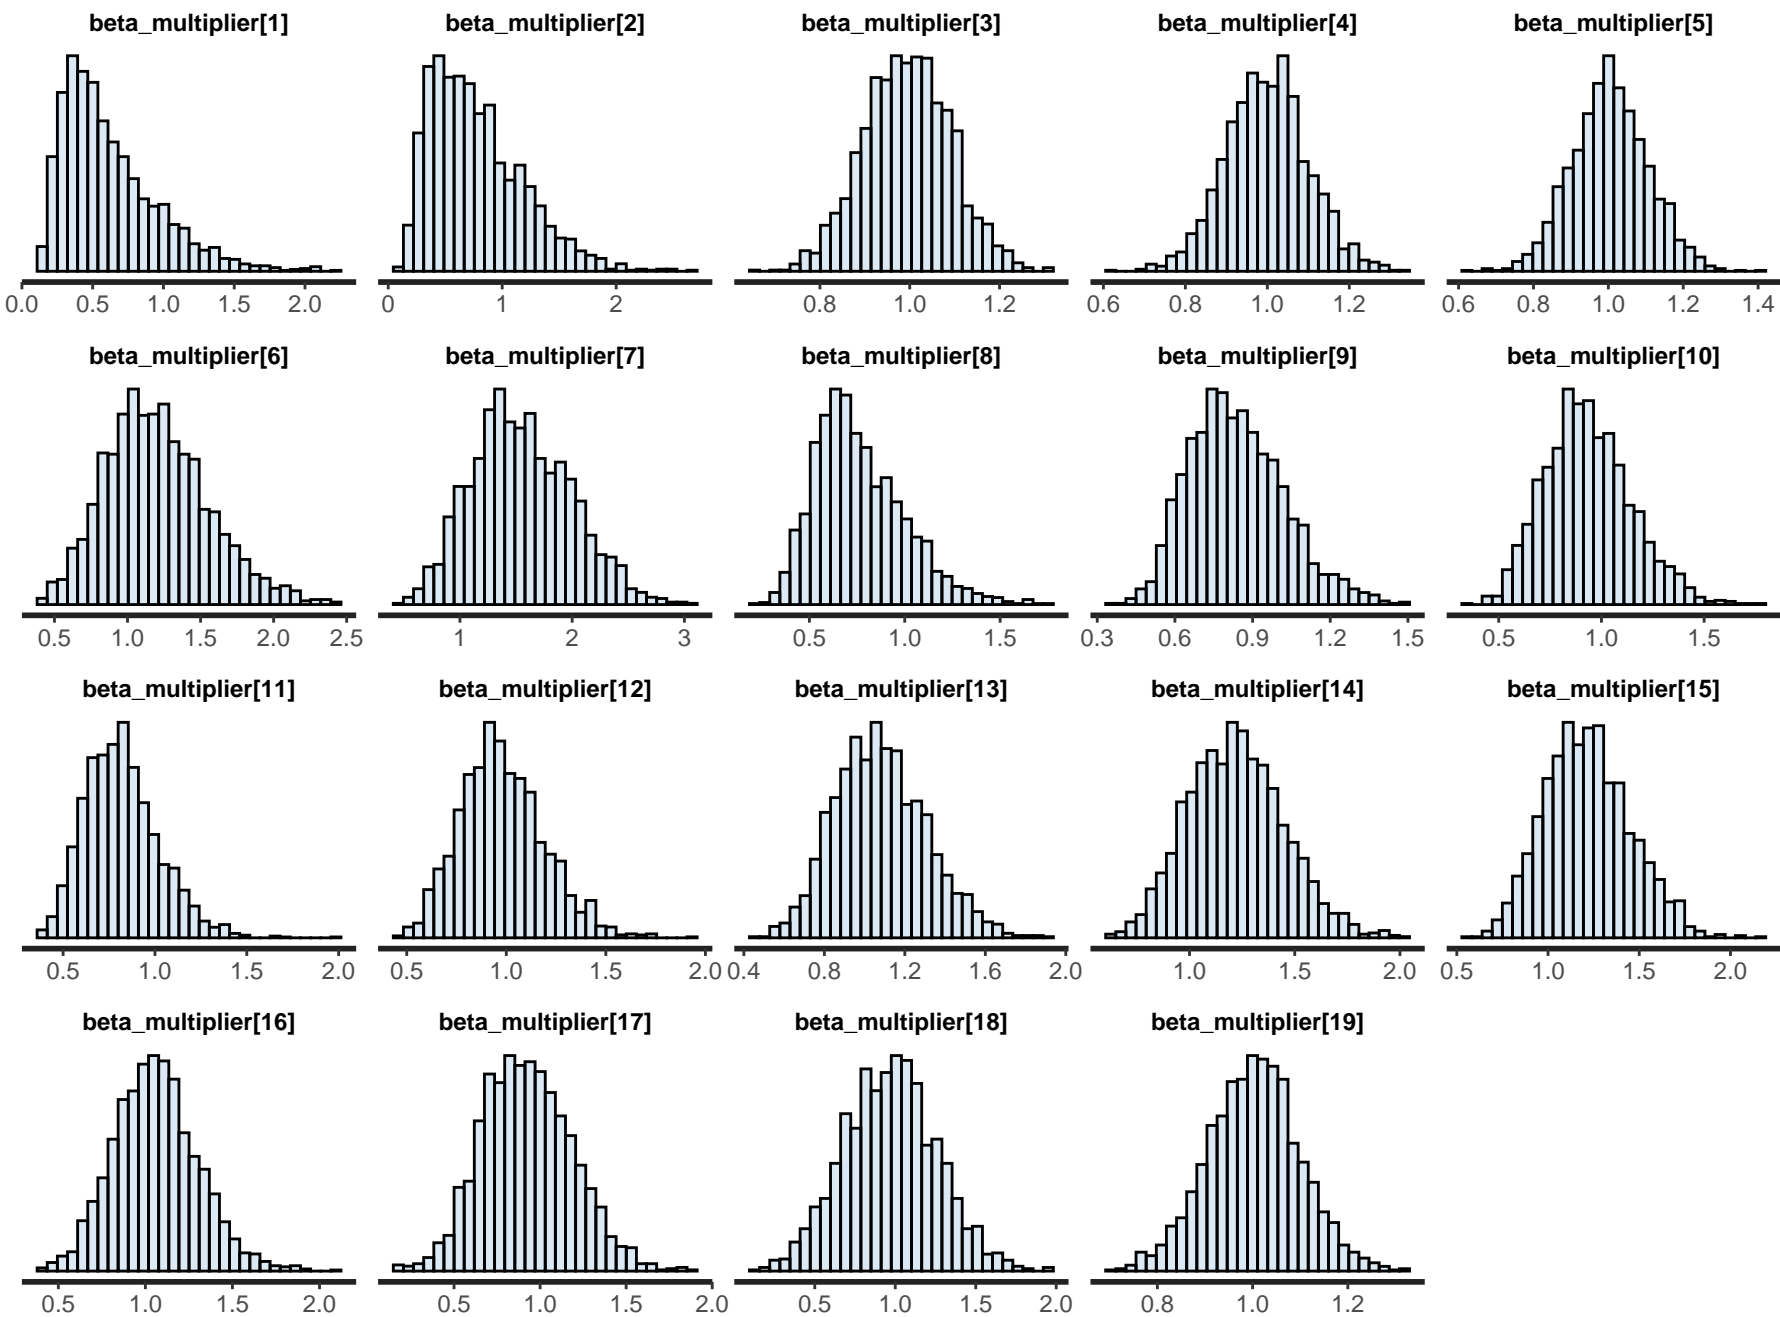 beta_multiplier[1] beta_multiplier[2] beta_multiplier[3] beta_multiplier[4] beta_multiplier[5]
0.0 0.5 1.0 1.5 2.0 0 1 2 0.8 1.0 1.2 0.6 0.8 1.0 1.2 0.6 0.8 1.0 1.2 1.4
beta_multiplier[6] beta_multiplier[7] beta_multiplier[8] beta_multiplier[9] beta_multiplier[10]
0.5 1.0 1.5 2.0 2.5 1 2 3 0.5 1.0 1.5 0.3 0.6 0.9 1.2 1.5 0.5 1.0 1.5
beta_multiplier[11] beta_multiplier[12] beta_multiplier[13] beta_multiplier[14] beta_multiplier[15]
0.5 1.0 1.5 2.0 0.5 1.0 1.5 2.0 0.4 0.8 1.2 1.6 2.0 1.0 1.5 2.0 0.5 1.0 1.5 2.0
beta_multiplier[16] beta_multiplier[17] beta_multiplier[18] beta_multiplier[19]
0.5 1.0 1.5 2.0 0.5 1.0 1.5 2.0 0.5 1.0 1.5 2.0 0.8 1.0 1.2